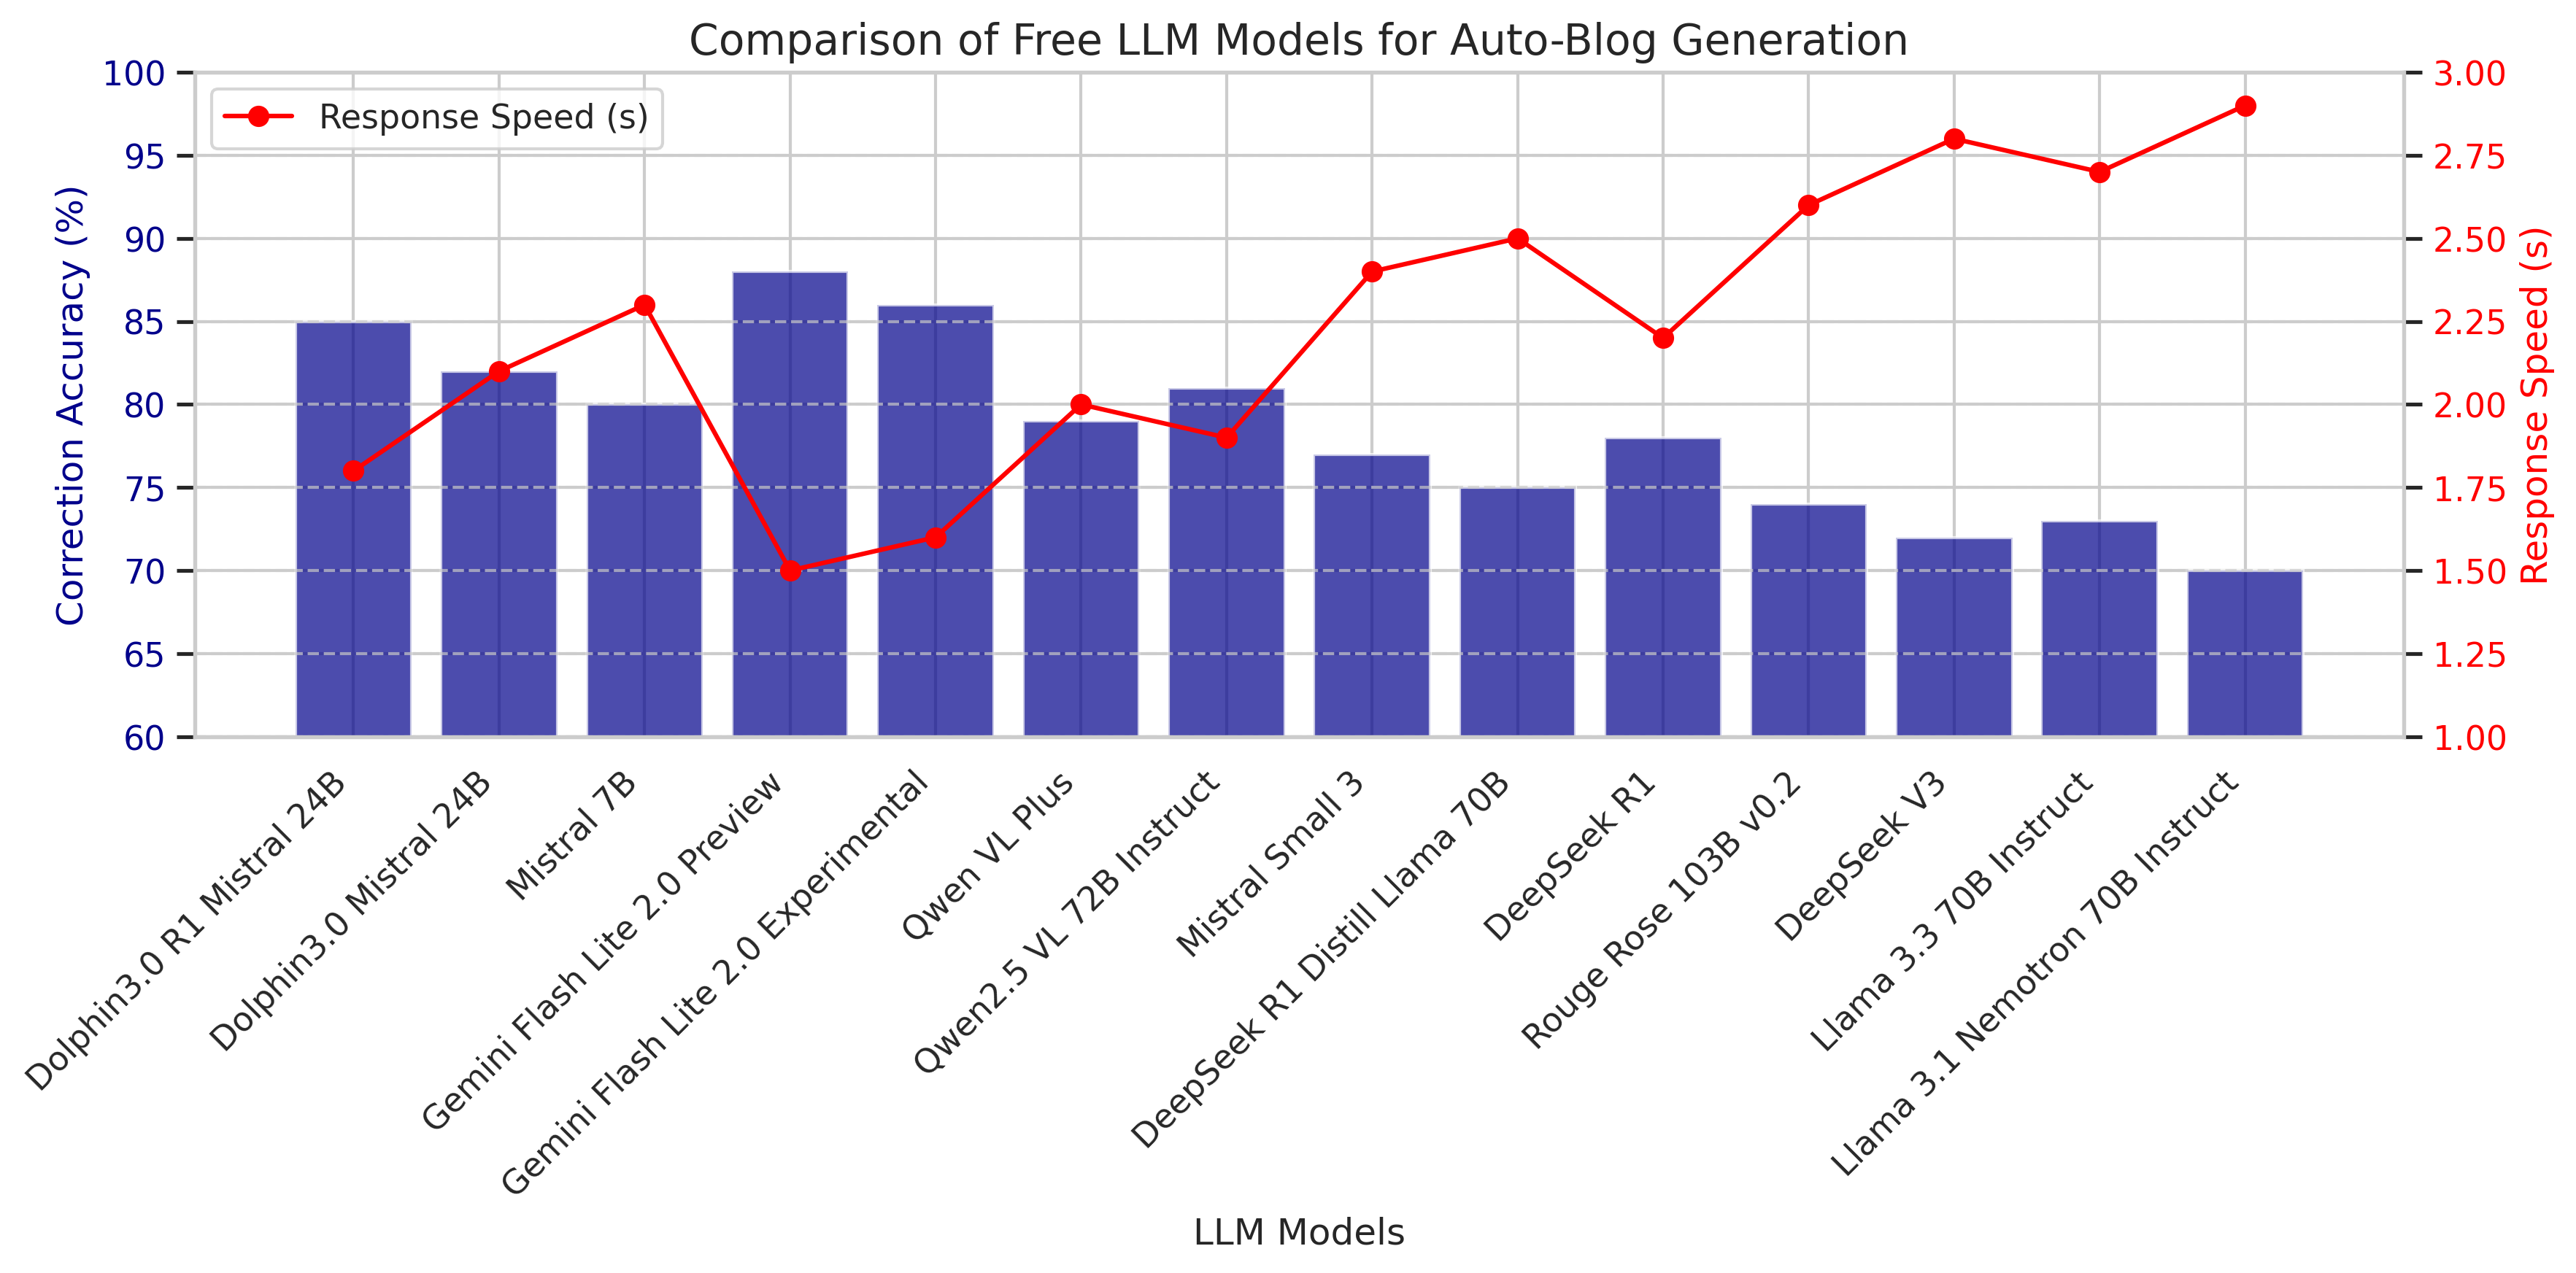 Comparison of Free LLM Models for Auto-Blog Generation
Response Speed (s)
Correction Accuracy (%)
100
95
90
85
80
75
70
65
60
3.00
2.75
2.50
2.25
2.00
1.75
1.50
1.25
1.00
Response Speed (s)
Dolphin3.0 R1 Mistral 24B
Dolphin3.0 Mistral 24B
Mistral 7B
Gemini Flash Lite 2.0 Preview
Gemini Flash Lite 2.0 Experimental
Qwen VL Plus
Qwen2.5 VL 72B Instruct
Mistral Small 3
DeepSeek R1 Distill Llama 70B
DeepSeek R1
Rouge Rose 103B v0.2
DeepSeek V3
Llama 3.3 70B Instruct
Llama 3.1 Nemotron 70B Instruct
LLM Models